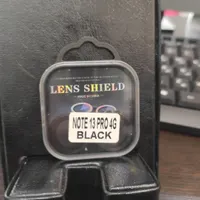 LENS SHIELD
NOTE 13 PRO 4G
BLACK